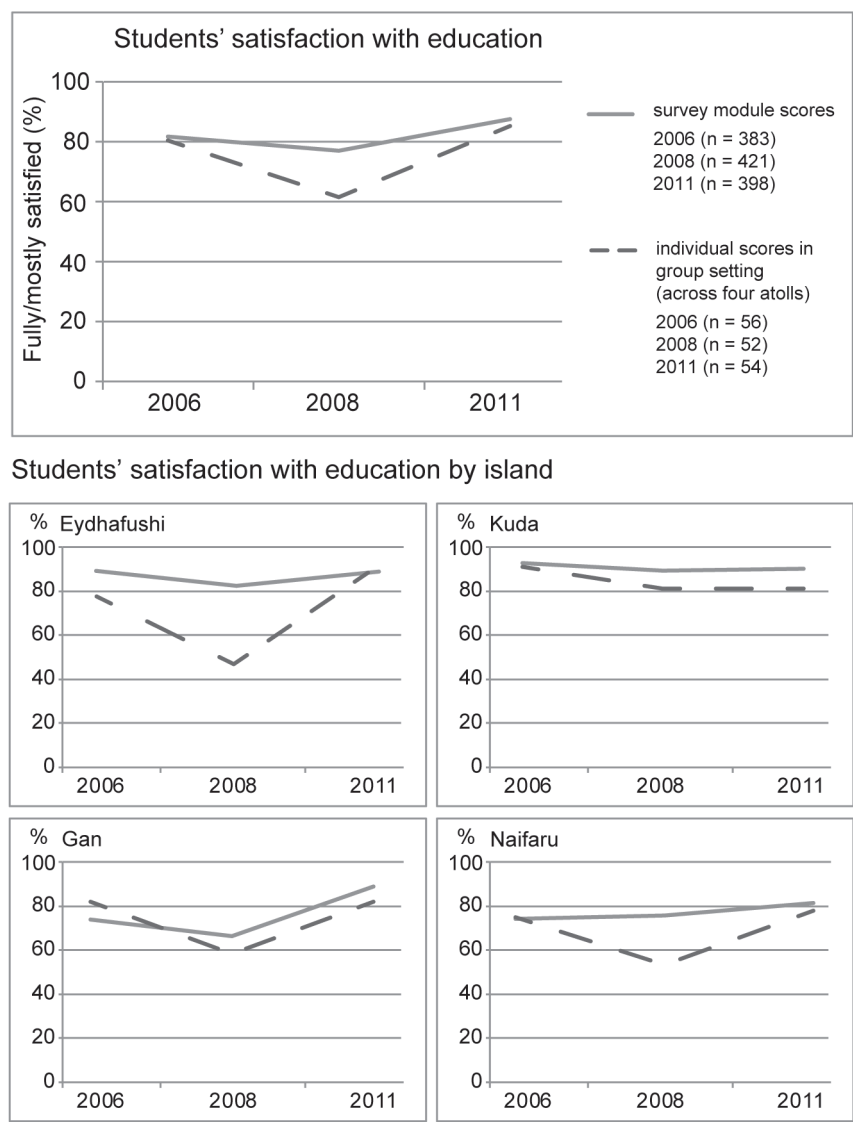 Students' satisfaction with education
Fully/mostly satisfied (%)
100
80
60
40
20
0
2006 2008 2011
survey module scores
2006 (n = 383)
2008 (n = 421)
2011 (n = 398)
individual scores in
group setting
(across four atolls)
2006 (n = 56)
2008 (n = 52)
2011 (n = 54)
Students' satisfaction with education by island
% Eydhafushi
100
80
60
40
20
0
2006 2008 2011
% Kuda
100
80
60
40
20
0
2006 2008 2011
% Gan
100
80
60
40
20
0
2006 2008 2011
% Naifaru
100
80
60
40
20
0
2006 2008 2011